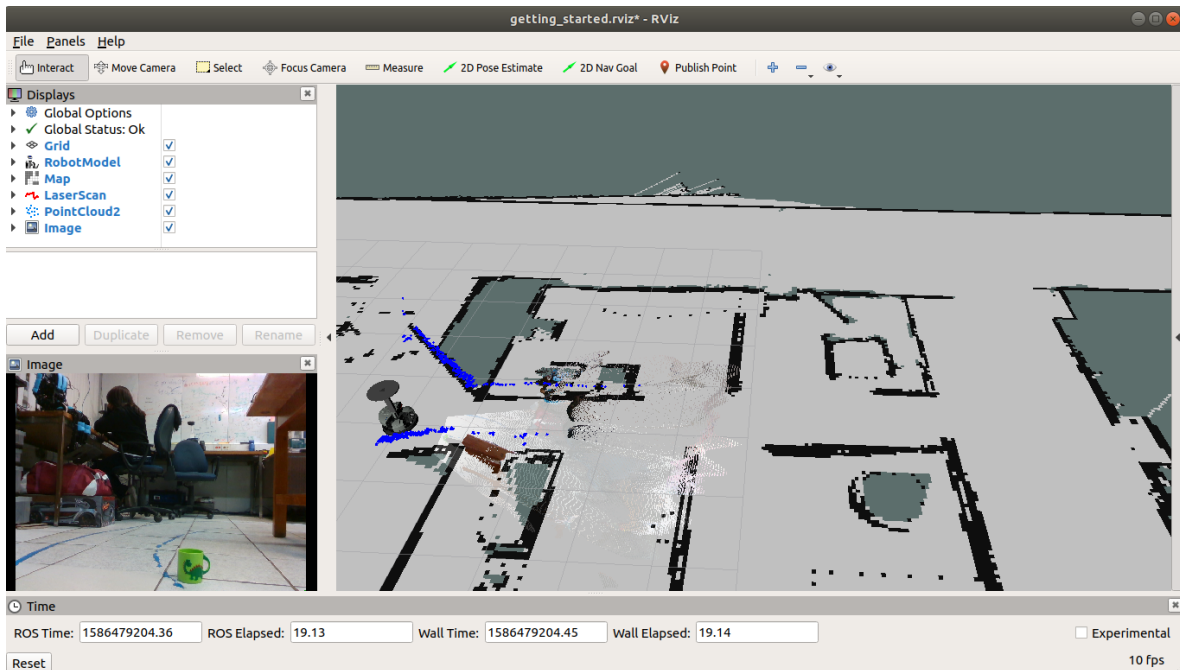 getting_started.rviz* - RViz
File Panels Help
Interact Move Camera Select Focus Camera Measure 2D Pose Estimate 2D Nav Goal Publish Point
Displays
Global Options
Global Status: Ok
Grid
RobotModel
Map
LaserScan
PointCloud2
Image
Add Duplicate Remove Rename
Image
Time
ROS Time: 1586479204.36 ROS Elapsed: 19.13 Wall Time: 1586479204.45 Wall Elapsed: 19.14 Experimental
Reset 10 fps